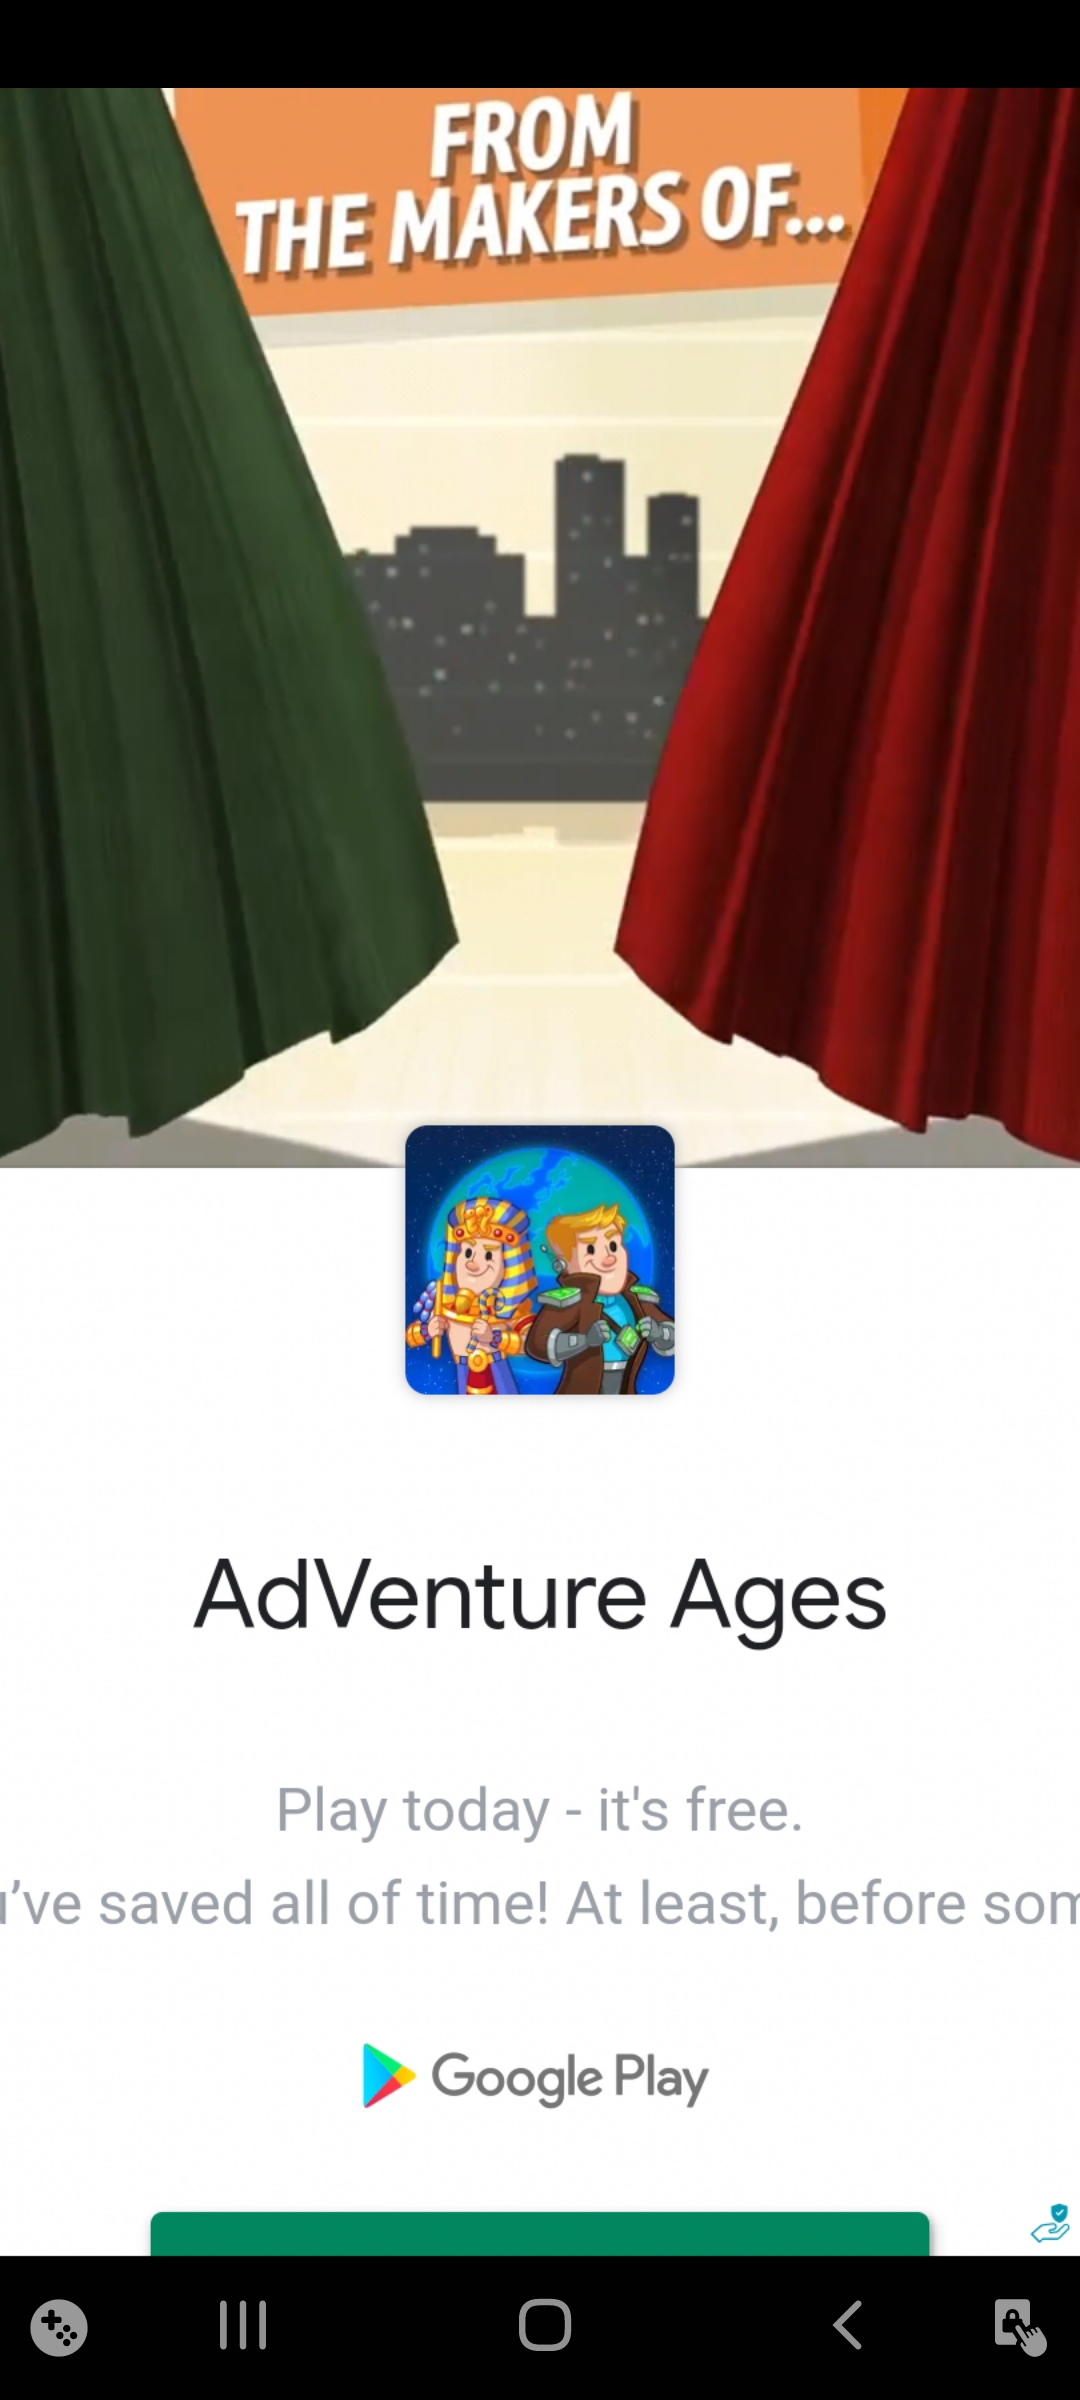 FROM
THE MAKERS OF...
AdVenture Ages
Play today - it's free.
’ve saved all of time! At least, before
Google Play